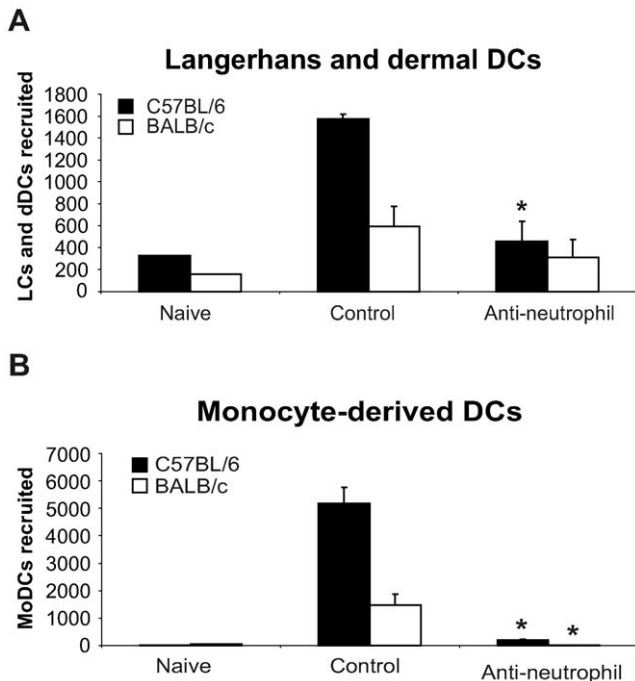 A
Langerhans and dermal DCs
LCs and dDCs recruited
1800
1600
1400
1200
1000
800
600
400
200
0
C57BL/6
BALB/c
*
Naive
Control
Anti-neutrophil
B
Monocyte-derived DCs
MoDCs recruited
7000
6000
5000
4000
3000
2000
1000
0
C57BL/6
BALB/c
*
*
Naive
Control
Anti-neutrophil